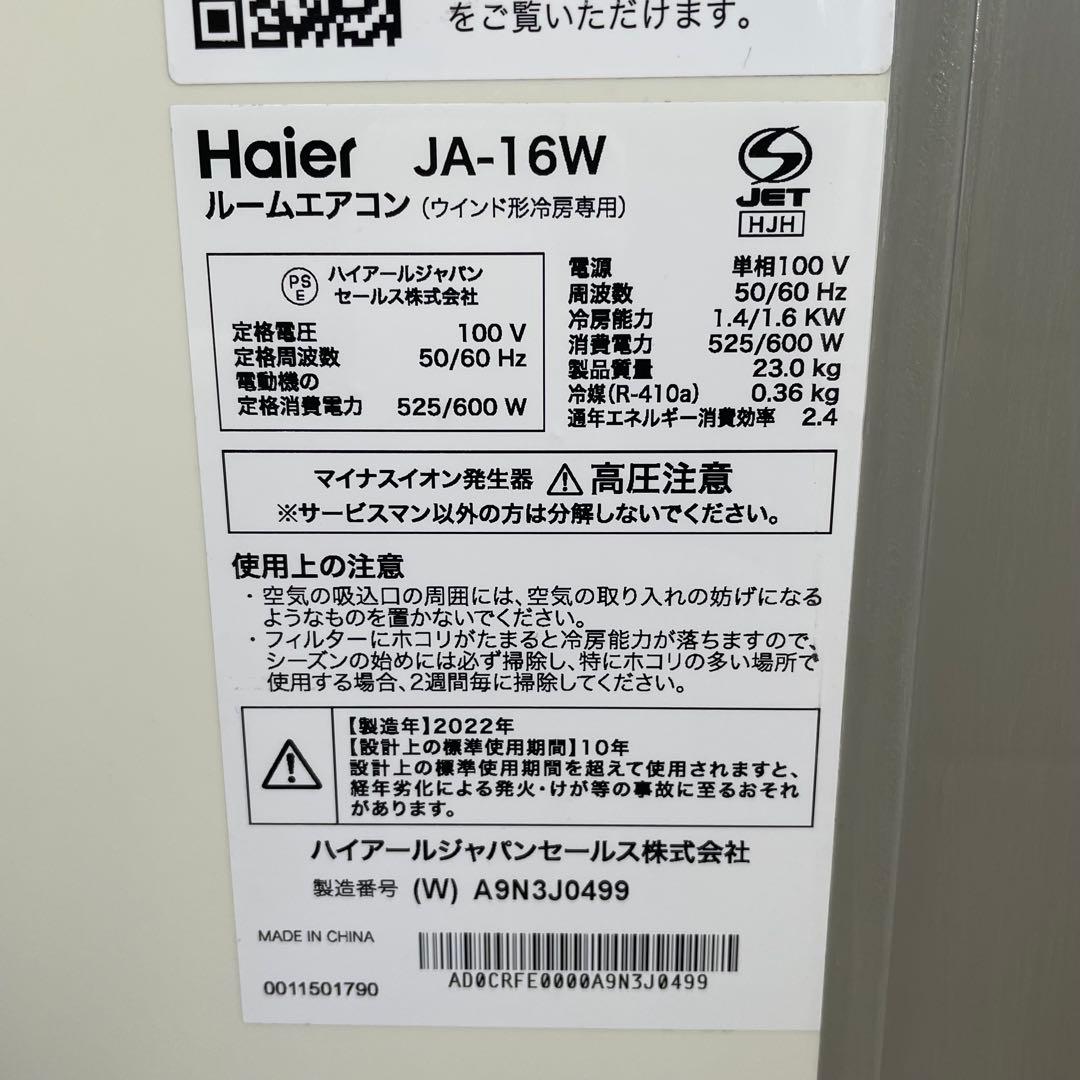 をご覧いただけます。
Haier JA-16W
ルームエアコン (ウインド形冷房専用)
JET
HJH
PS
E
ハイアールジャパン
セールス株式会社
定格電圧 100 V
定格周波数 50/60 Hz
電動機の
定格消費電力 525/600 W
電源 単相100 V
周波数 50/60 Hz
冷房能力 1.4/1.6 KW
消費電力 525/600 W
製品質量 23.0 kg
冷媒(R-410a) 0.36 kg
通年エネルギー消費効率 2.4
マイナスイオン発生器 ⚠ 高圧注意
※サービスマン以外の方は分解しないでください。
使用上の注意
・空気の吸込口の周囲には、空気の取り入れの妨げになる
ようなものを置かないでください。
・フィルターにホコリがたまると冷房能力が落ちますので、
シーズンの始めには必ず掃除し、特にホコリの多い場所で
使用する場合、2週間毎に掃除してください。
【製造年】2022年
【設計上の標準使用期間】10年
設計上の標準使用期間を超えて使用されますと、
経年劣化による発火・けが等の事故に至るおそれ
があります。
ハイアールジャパンセールス株式会社
製造番号 (W) A9N3J0499
MADE IN CHINA
AD0CRFE0000A9N3J0499
0011501790